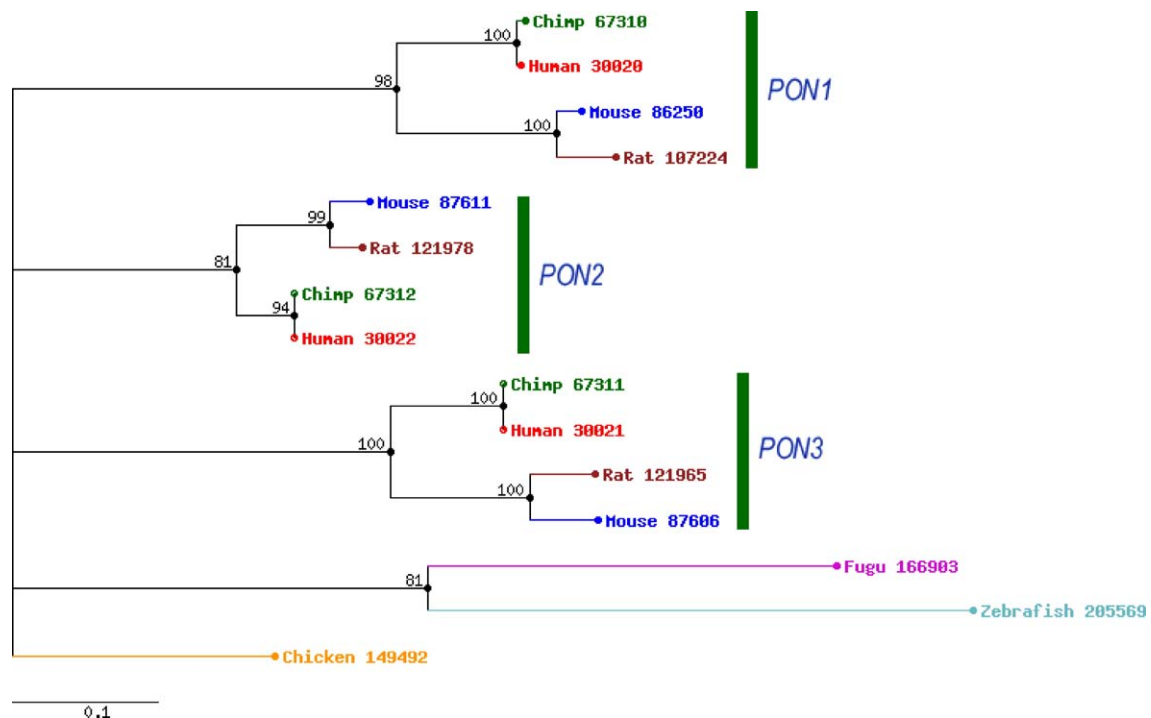 Chimp 67310
100
Human 30020
PON1
98
Mouse 86250
100
Rat 107224
Mouse 87611
99
Rat 121978
PON2
81
Chimp 67312
94
Human 30022
Chimp 67311
100
Human 30021
PON3
100
Rat 121965
100
Mouse 87606
Fugu 166903
81
Zebrafish 205569
Chicken 149492
0.1